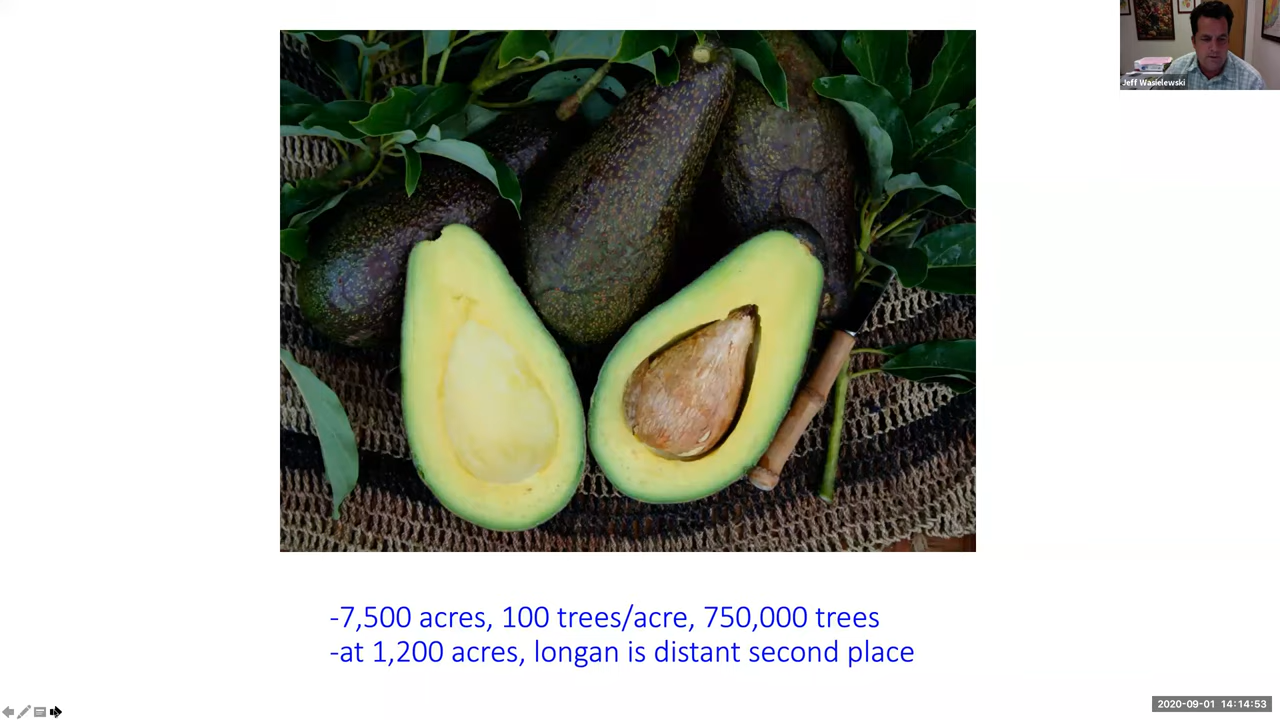 Jeff Wasielewski
-7,500 acres, 100 trees/acre, 750,000 trees
-at 1,200 acres, longan is distant second place
2020-09-01 14:14:53